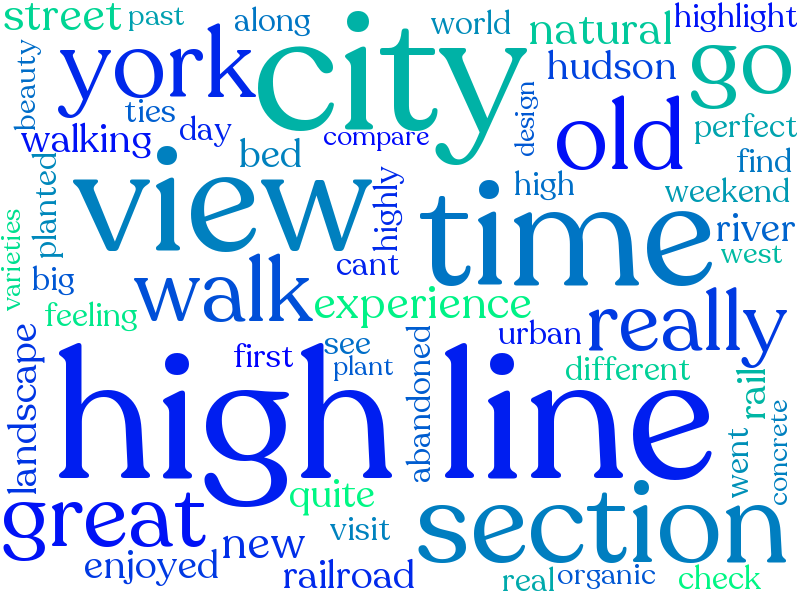 street past along world natural highlight
beauty york city hudson go
ties design old perfect
walking day compare find
planted bed view highly high weekend
varieties time river
big walk cant west
feeling experience urban really
landscape first see plant abandoned different rail
high line went concrete
great quite section
enjoyed new visit
railroad real organic check